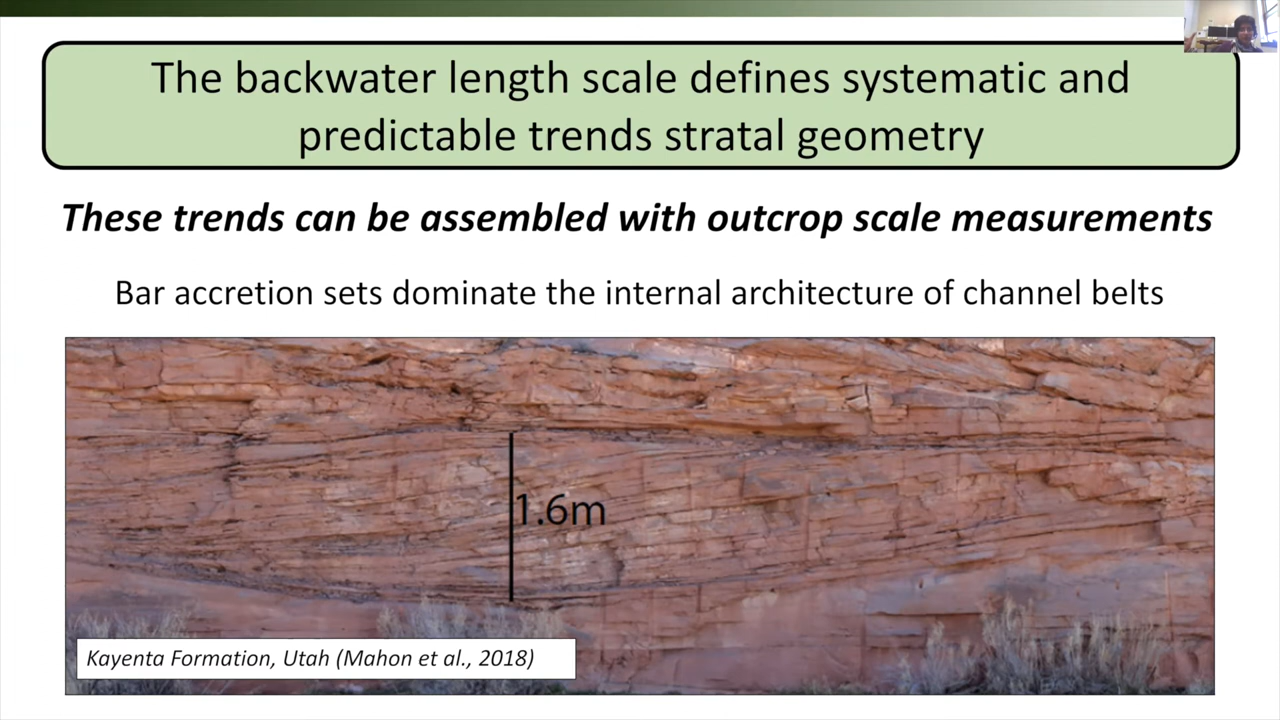 The backwater length scale defines systematic and
predictable trends stratal geometry
These trends can be assembled with outcrop scale measurements
Bar accretion sets dominate the internal architecture of channel belts
1.6m
Kayenta Formation, Utah (Mahon et al., 2018)